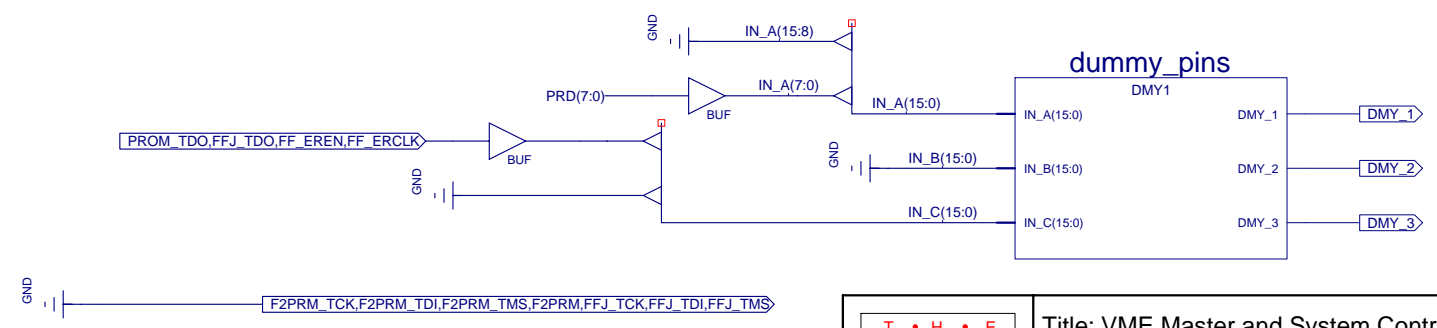 GND
IN_A(15:8)
dummy_pins
DMY1
PRD(7:0)
BUF
IN_A(7:0)
IN_A(15:0)
IN_A(15:0)
DMY_1
DMY_1
PROM_TDO,FFJ_TDO,FF_EREN,FF_ERCLK
BUF
GND
IN_B(15:0)
IN_B(15:0)
DMY_2
DMY_2
GND
IN_C(15:0)
IN_C(15:0)
DMY_3
DMY_3
GND
F2PRM_TCK,F2PRM_TDI,F2PRM_TMS,F2PRM,FFJ_TCK,FFJ_TDI,FFJ_TMS
T • H • E
Title: VME Master and System Contr